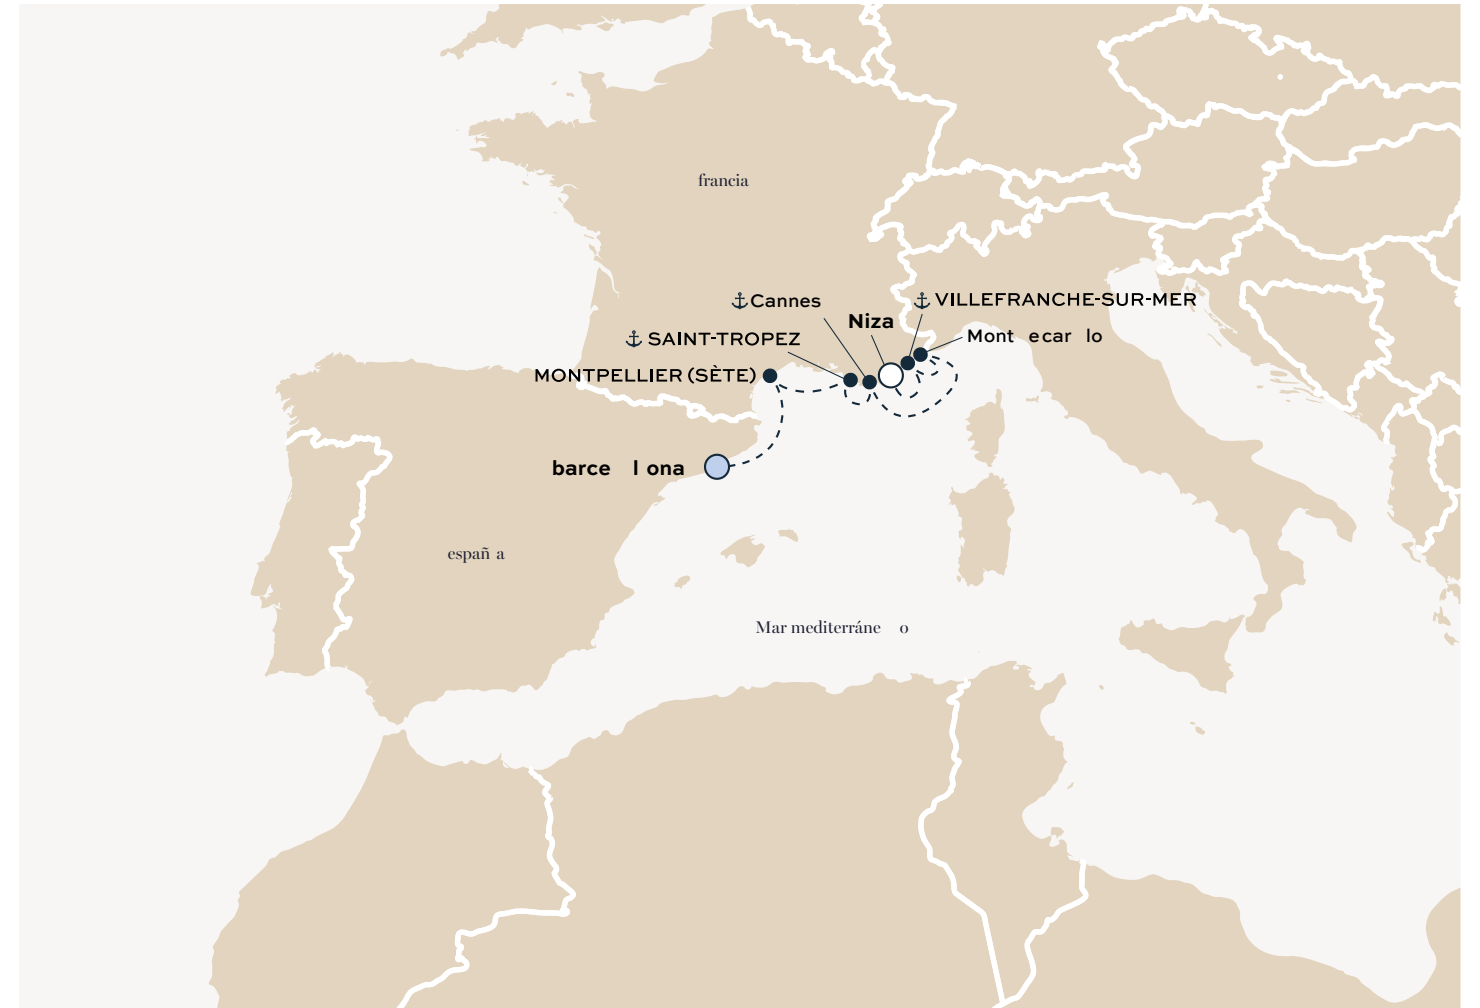 francia
⚓ Cannes
⚓ VILLEFRANCHE-SUR-MER
Niza
⚓ SAINT-TROPEZ
Mont ecar lo
MONTPELLIER (SÈTE)
barce l ona
españ a
Mar mediterráne o